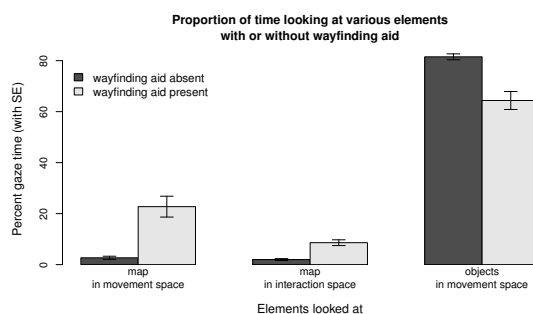 Proportion of time looking at various elements
with or without wayfinding aid
wayfinding aid absent
wayfinding aid present
Percent gaze time (with SE)
80
60
40
20
0
map
in movement space
map
in interaction space
objects
in movement space
Elements looked at